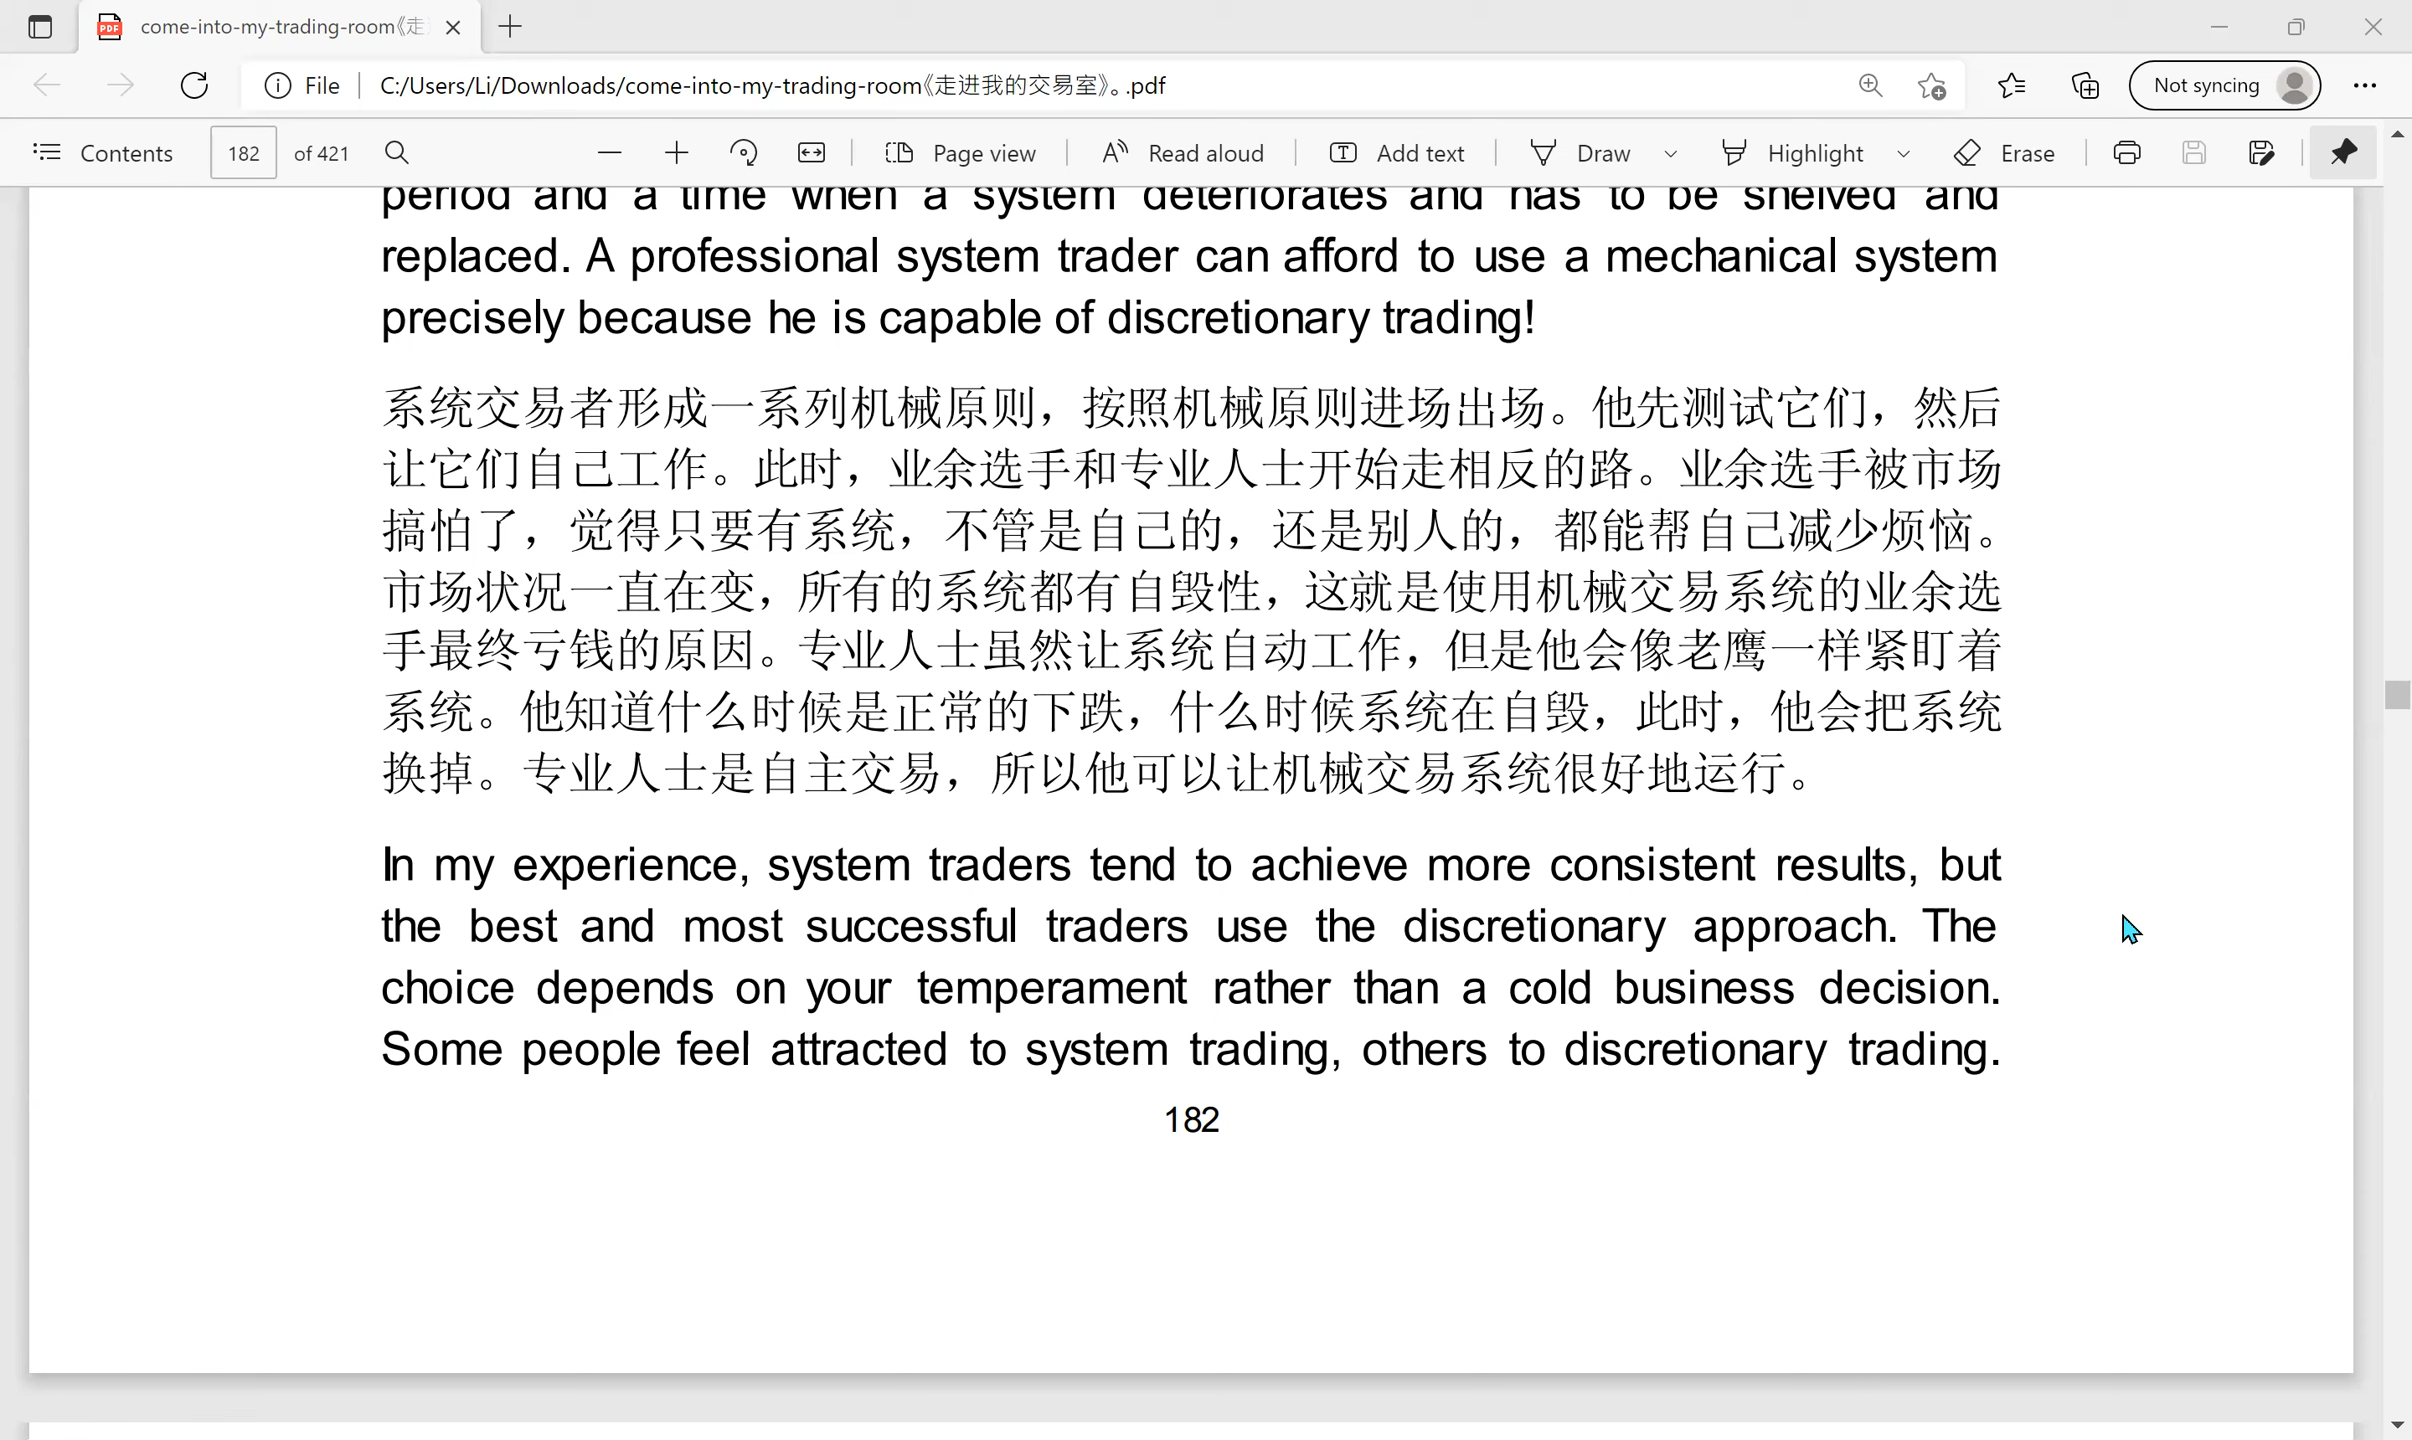 come-into-my-trading-room《走
File
C:/Users/Li/Downloads/come-into-my-trading-room《走进我的交易室》。.pdf
Not syncing
Contents
182
of 421
Page view
Read aloud
Add text
Draw
Highlight
Erase
period and a time when a system deteriorates and has to be shelved and
replaced. A professional system trader can afford to use a mechanical system
precisely because he is capable of discretionary trading!
系统交易者形成一系列机械原则，按照机械原则进场出场。他先测试它们，然后
让它们自己工作。此时，业余选手和专业人士开始走相反的路。业余选手被市场
搞怕了，觉得只要有系统，不管是自己的，还是别人的，都能帮自己减少烦恼。
市场状况一直在变，所有的系统都有自毁性，这就是使用机械交易系统的业余选
手最终亏钱的原因。专业人士虽然让系统自动工作，但是他会像老鹰一样紧盯着
系统。他知道什么时候是正常的下跌，什么时候系统在自毁，此时，他会把系统
换掉。专业人士是自主交易，所以他可以让机械交易系统很好地运行。
In my experience, system traders tend to achieve more consistent results, but
the best and most successful traders use the discretionary approach. The
choice depends on your temperament rather than a cold business decision.
Some people feel attracted to system trading, others to discretionary trading.
182